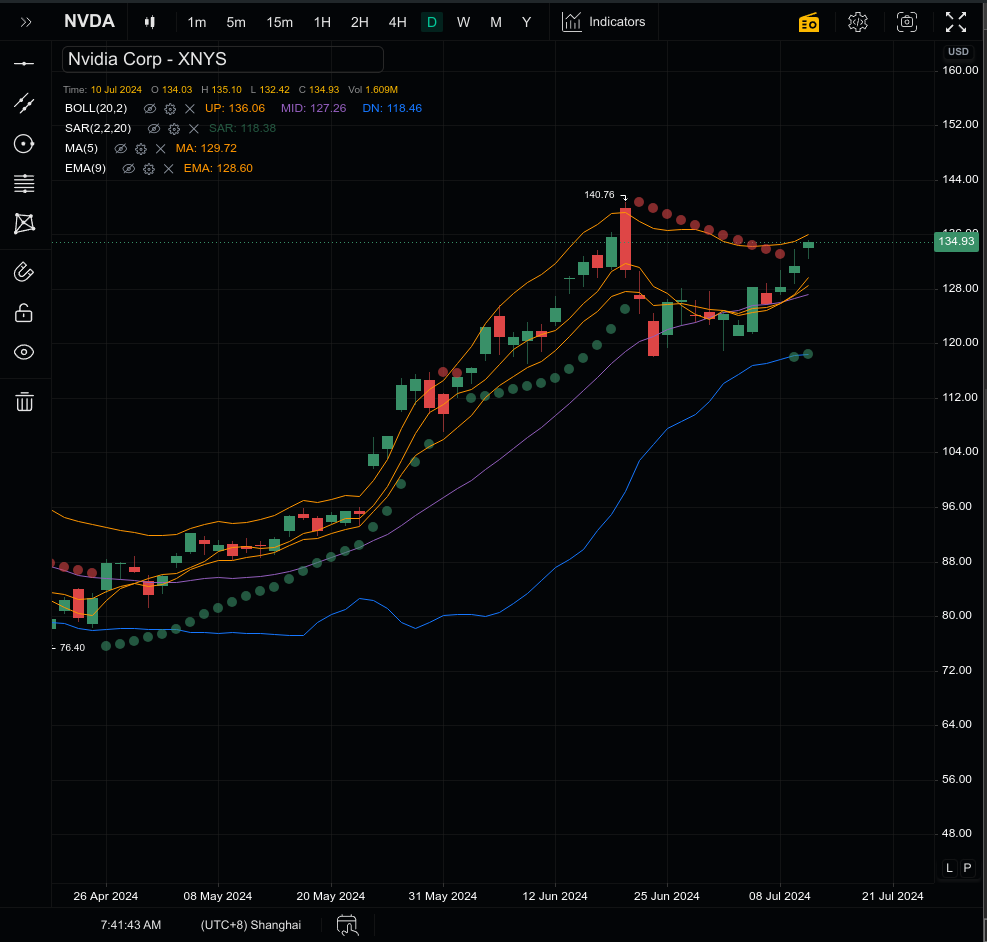 NVDA 1m 5m 15m 1H 2H 4H D W M Y Indicators
Nvidia Corp - XNYS
USD
160.00
Time: 10 Jul 2024 O 134.03 H 135.10 L 132.42 C 134.93 Vol 1.609M
BOLL(20,2) UP: 136.06 MID: 127.26 DN: 118.46
SAR(2,2,20) SAR: 118.38
152.00
MA(5) MA: 129.72
EMA(9) EMA: 128.60
144.00
140.76
136.00
134.93
128.00
120.00
112.00
104.00
96.00
88.00
80.00
76.40
72.00
64.00
56.00
48.00
L P
26 Apr 2024 08 May 2024 20 May 2024 31 May 2024 12 Jun 2024 25 Jun 2024 08 Jul 2024 21 Jul 2024
7:41:43 AM (UTC+8) Shanghai